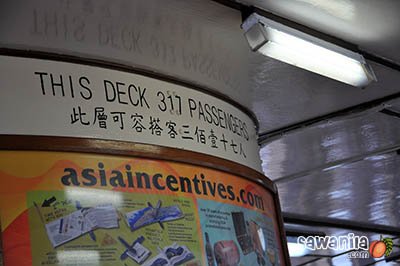 THIS DECK 317 PASSENGERS
此層可容搭客三佰壹十七人
asiaincentives.com
sawanila
.com